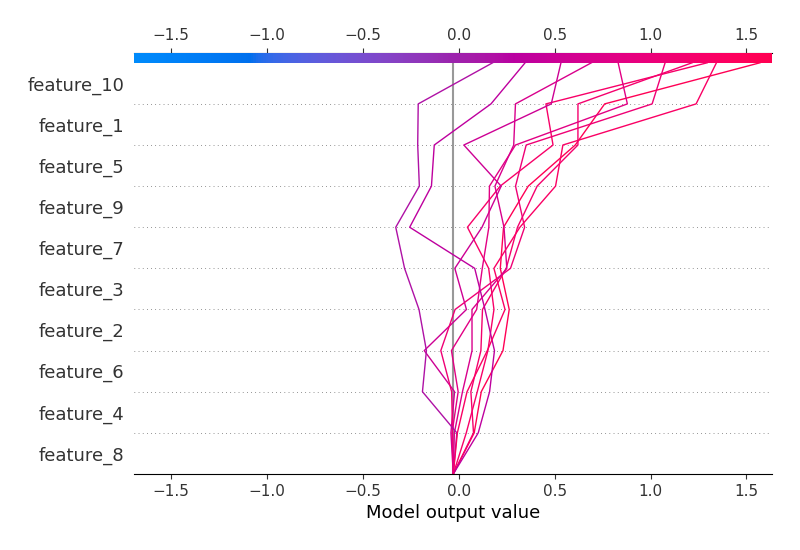 −1.5 −1.0 −0.5 0.0 0.5 1.0 1.5
feature_10
feature_1
feature_5
feature_9
feature_7
feature_3
feature_2
feature_6
feature_4
feature_8
−1.5 −1.0 −0.5 0.0 0.5 1.0 1.5
Model output value